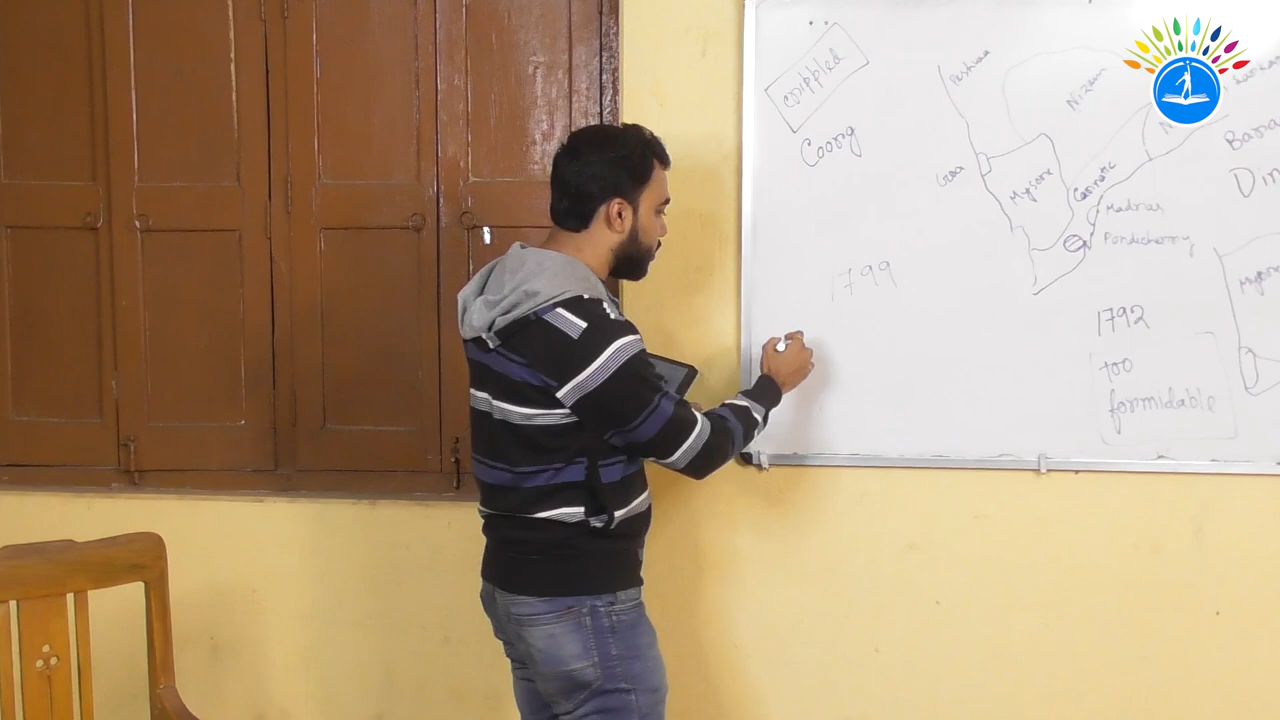 crippled
Coorg
1799
Peshwa
Nizam
Goa
Mysore
Carnatic
Madras
Pondicherry
N
1792
too
formidable